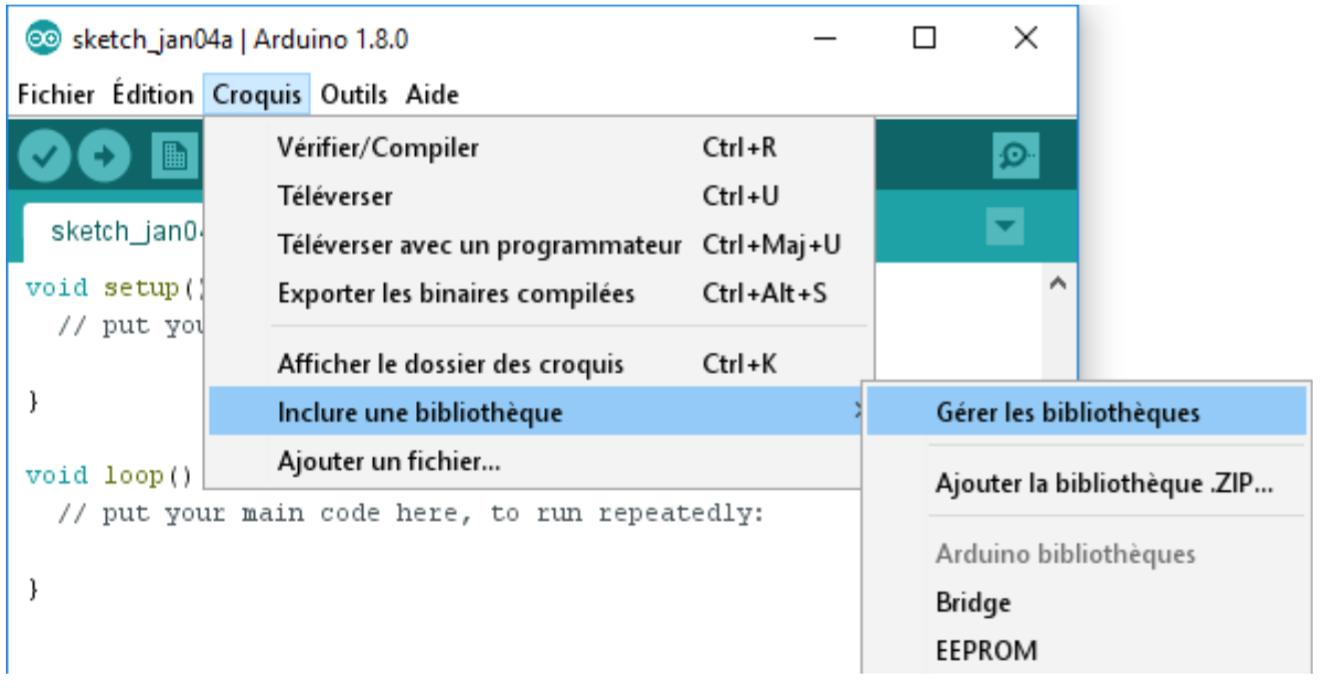 sketch_jan04a | Arduino 1.8.0
Fichier Édition Croquis Outils Aide
Vérifier/Compiler Ctrl+R
Téléverser Ctrl+U
sketch_jan0
Téléverser avec un programmateur Ctrl+Maj+U
void setup()
Exporter les binaires compilées Ctrl+Alt+S
// put you
Afficher le dossier des croquis Ctrl+K
}
Inclure une bibliothèque
Gérer les bibliothèques
Ajouter un fichier...
void loop()
Ajouter la bibliothèque .ZIP...
// put your main code here, to run repeatedly:
Arduino bibliothèques
}
Bridge
EEPROM